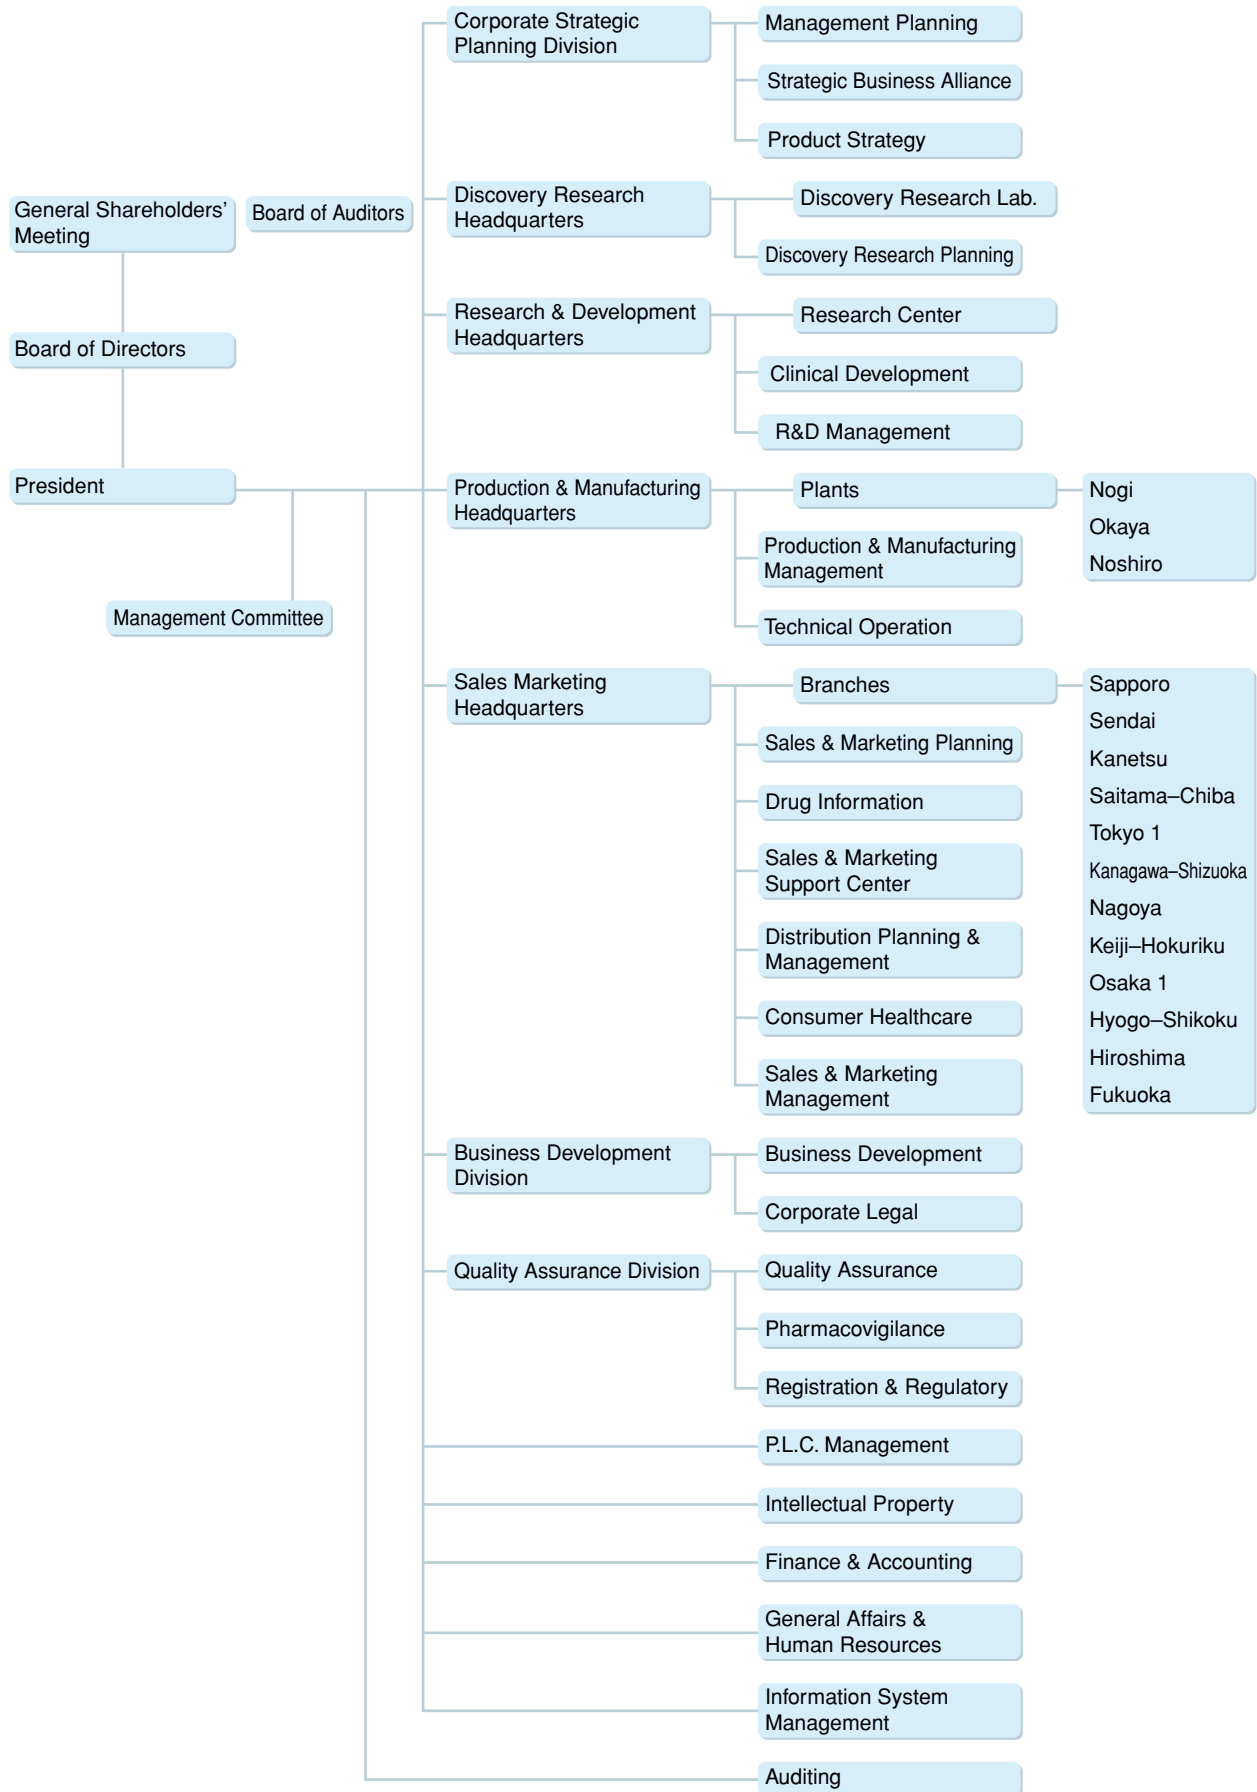 General Shareholders’
Meeting
Board of Auditors
Board of Directors
President
Management Committee
Corporate Strategic
Planning Division
Management Planning
Strategic Business Alliance
Product Strategy
Discovery Research
Headquarters
Discovery Research Lab.
Discovery Research Planning
Research & Development
Headquarters
Research Center
Clinical Development
R&D Management
Production & Manufacturing
Headquarters
Plants
Nogi
Okaya
Noshiro
Production & Manufacturing
Management
Technical Operation
Sales Marketing
Headquarters
Branches
Sapporo
Sendai
Kanetsu
Saitama–Chiba
Tokyo 1
Kanagawa–Shizuoka
Nagoya
Keiji–Hokuriku
Osaka 1
Hyogo–Shikoku
Hiroshima
Fukuoka
Sales & Marketing Planning
Drug Information
Sales & Marketing
Support Center
Distribution Planning &
Management
Consumer Healthcare
Sales & Marketing
Management
Business Development
Division
Business Development
Corporate Legal
Quality Assurance Division
Quality Assurance
Pharmacovigilance
Registration & Regulatory
P.L.C. Management
Intellectual Property
Finance & Accounting
General Affairs &
Human Resources
Information System
Management
Auditing